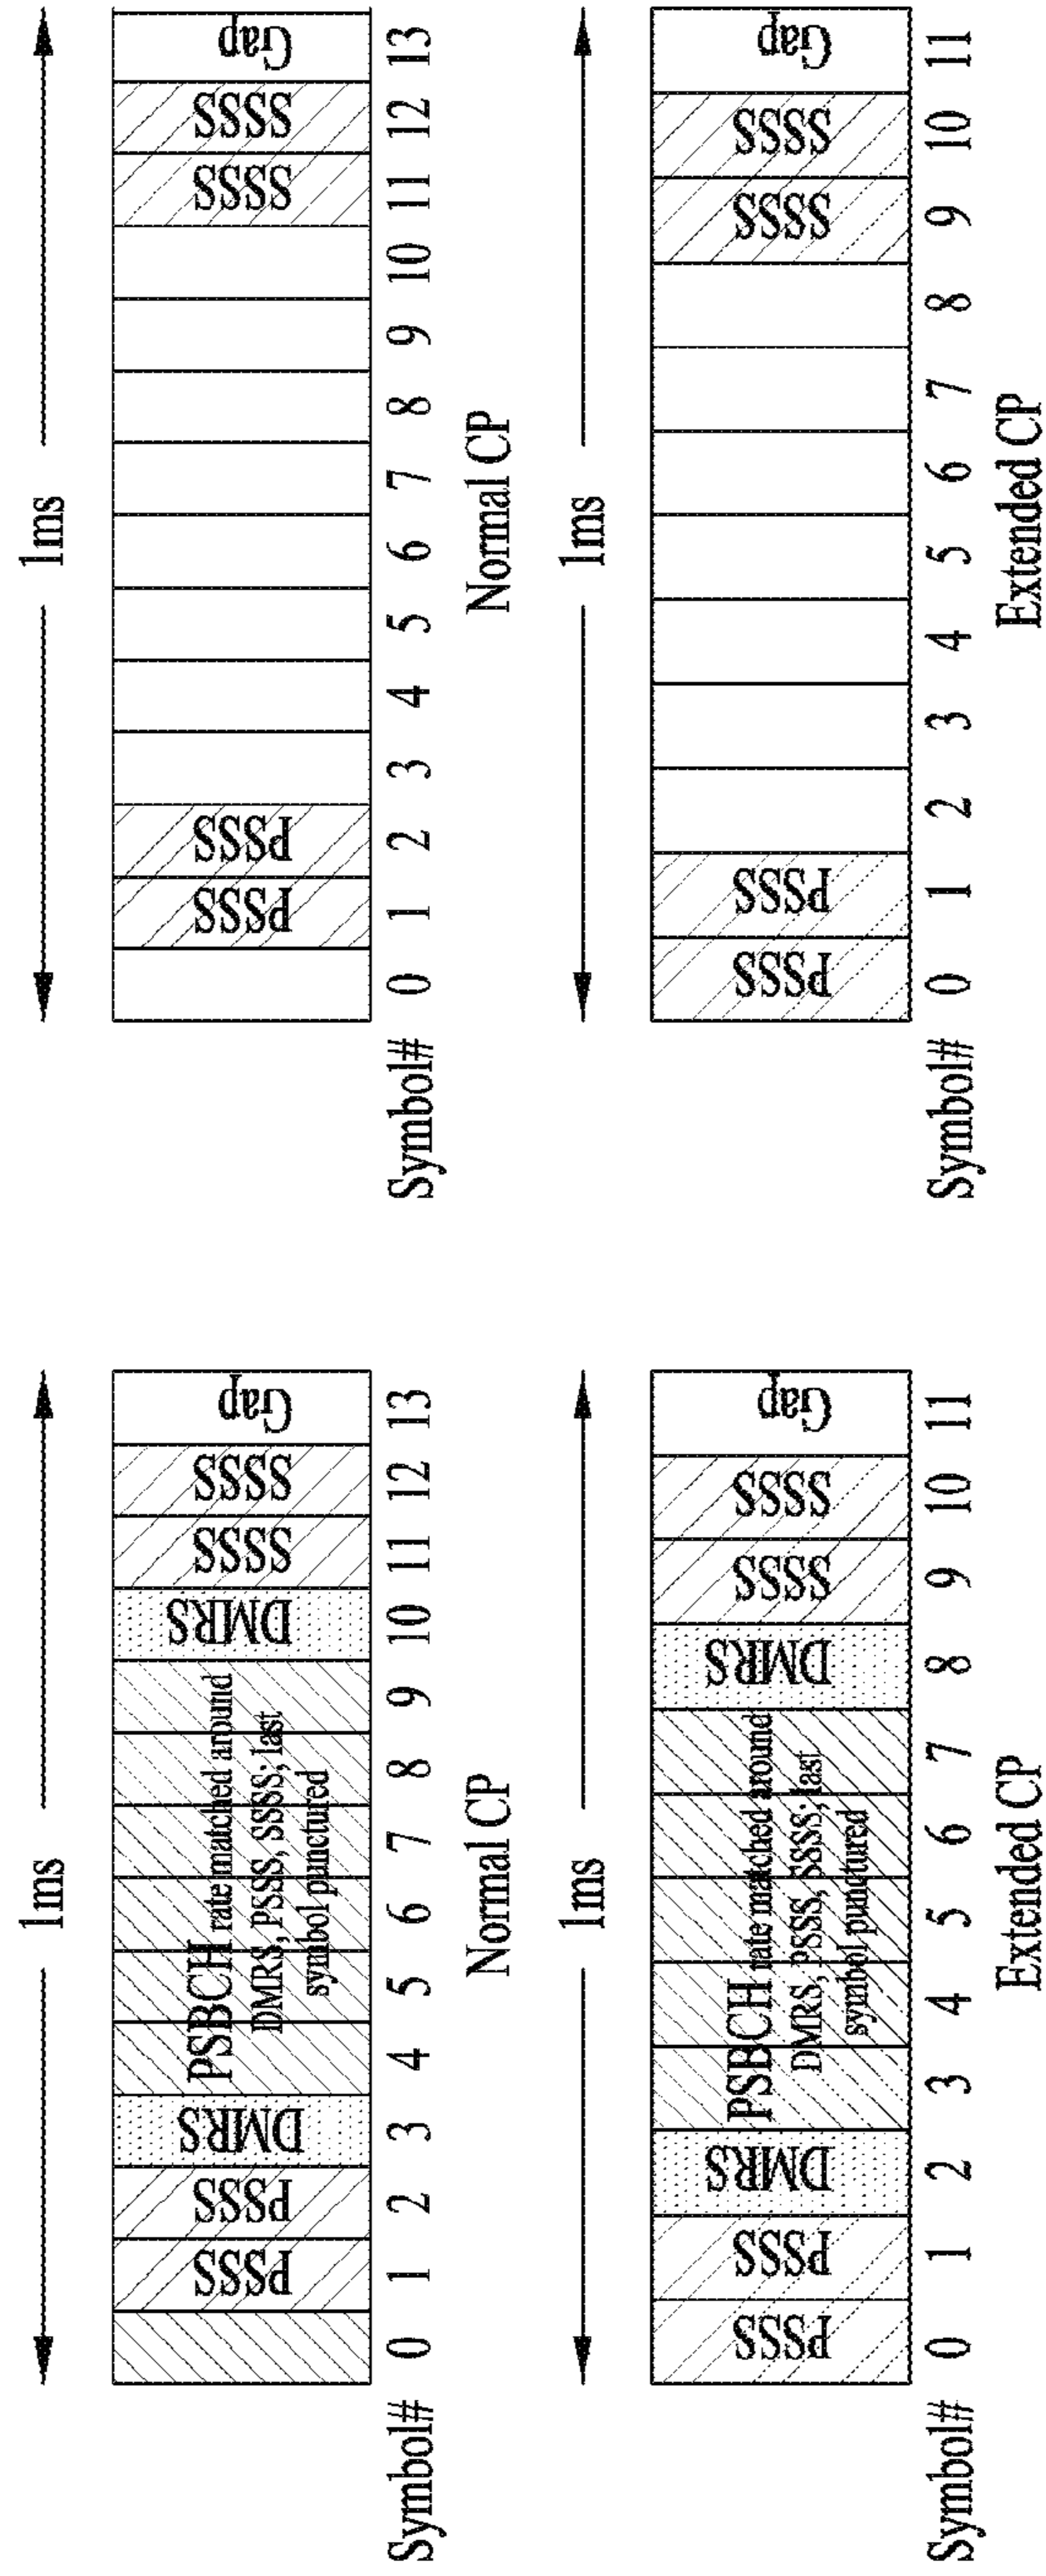 1ms
PSSS
PSSS
DMRS
PSBCH rate matched around
DMRS, PSSS, SSSS; last
symbol punctured
DMRS
SSSS
SSSS
Gap
Symbol# 0 1 2 3 4 5 6 7 8 9 10 11 12 13
Normal CP
1ms
PSSS
PSSS
DMRS
PSBCH rate matched around
DMRS, PSSS, SSSS; last
symbol punctured
DMRS
SSSS
SSSS
Gap
Symbol# 0 1 2 3 4 5 6 7 8 9 10 11
Extended CP
1ms
PSSS
PSSS
SSSS
SSSS
Gap
Symbol# 0 1 2 3 4 5 6 7 8 9 10 11 12 13
Normal CP
1ms
PSSS
PSSS
SSSS
SSSS
Gap
Symbol# 0 1 2 3 4 5 6 7 8 9 10 11
Extended CP